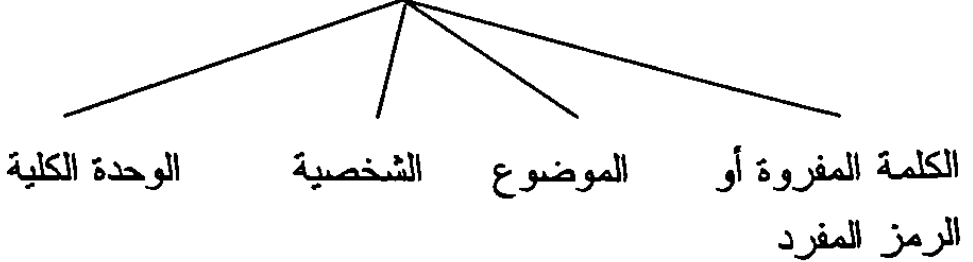 الكلمة المفروة أو الموضوع الشخصية الوحدة الكلية
الرمز المفرد